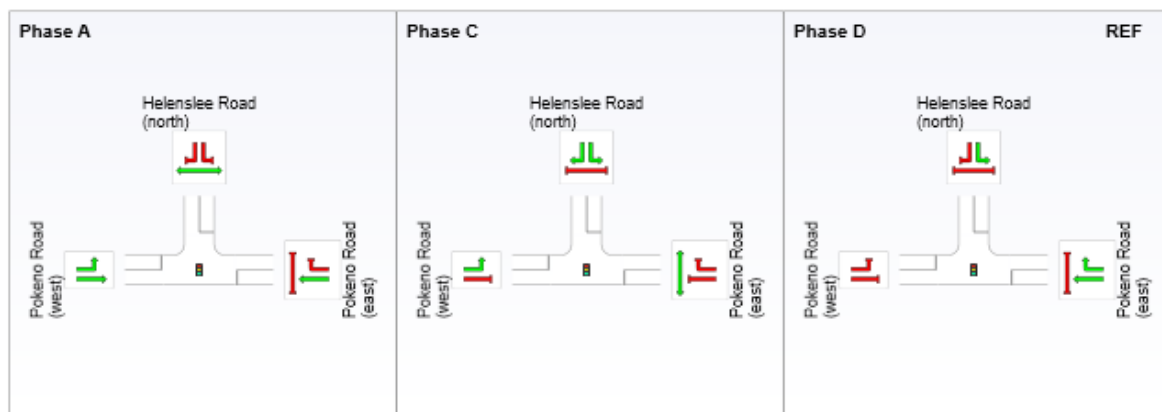 Phase A
Helenslee Road
(north)
Pokeno Road
(west)
Pokeno Road
(east)
Phase C
Helenslee Road
(north)
Pokeno Road
(west)
Pokeno Road
(east)
Phase D
REF
Helenslee Road
(north)
Pokeno Road
(west)
Pokeno Road
(east)